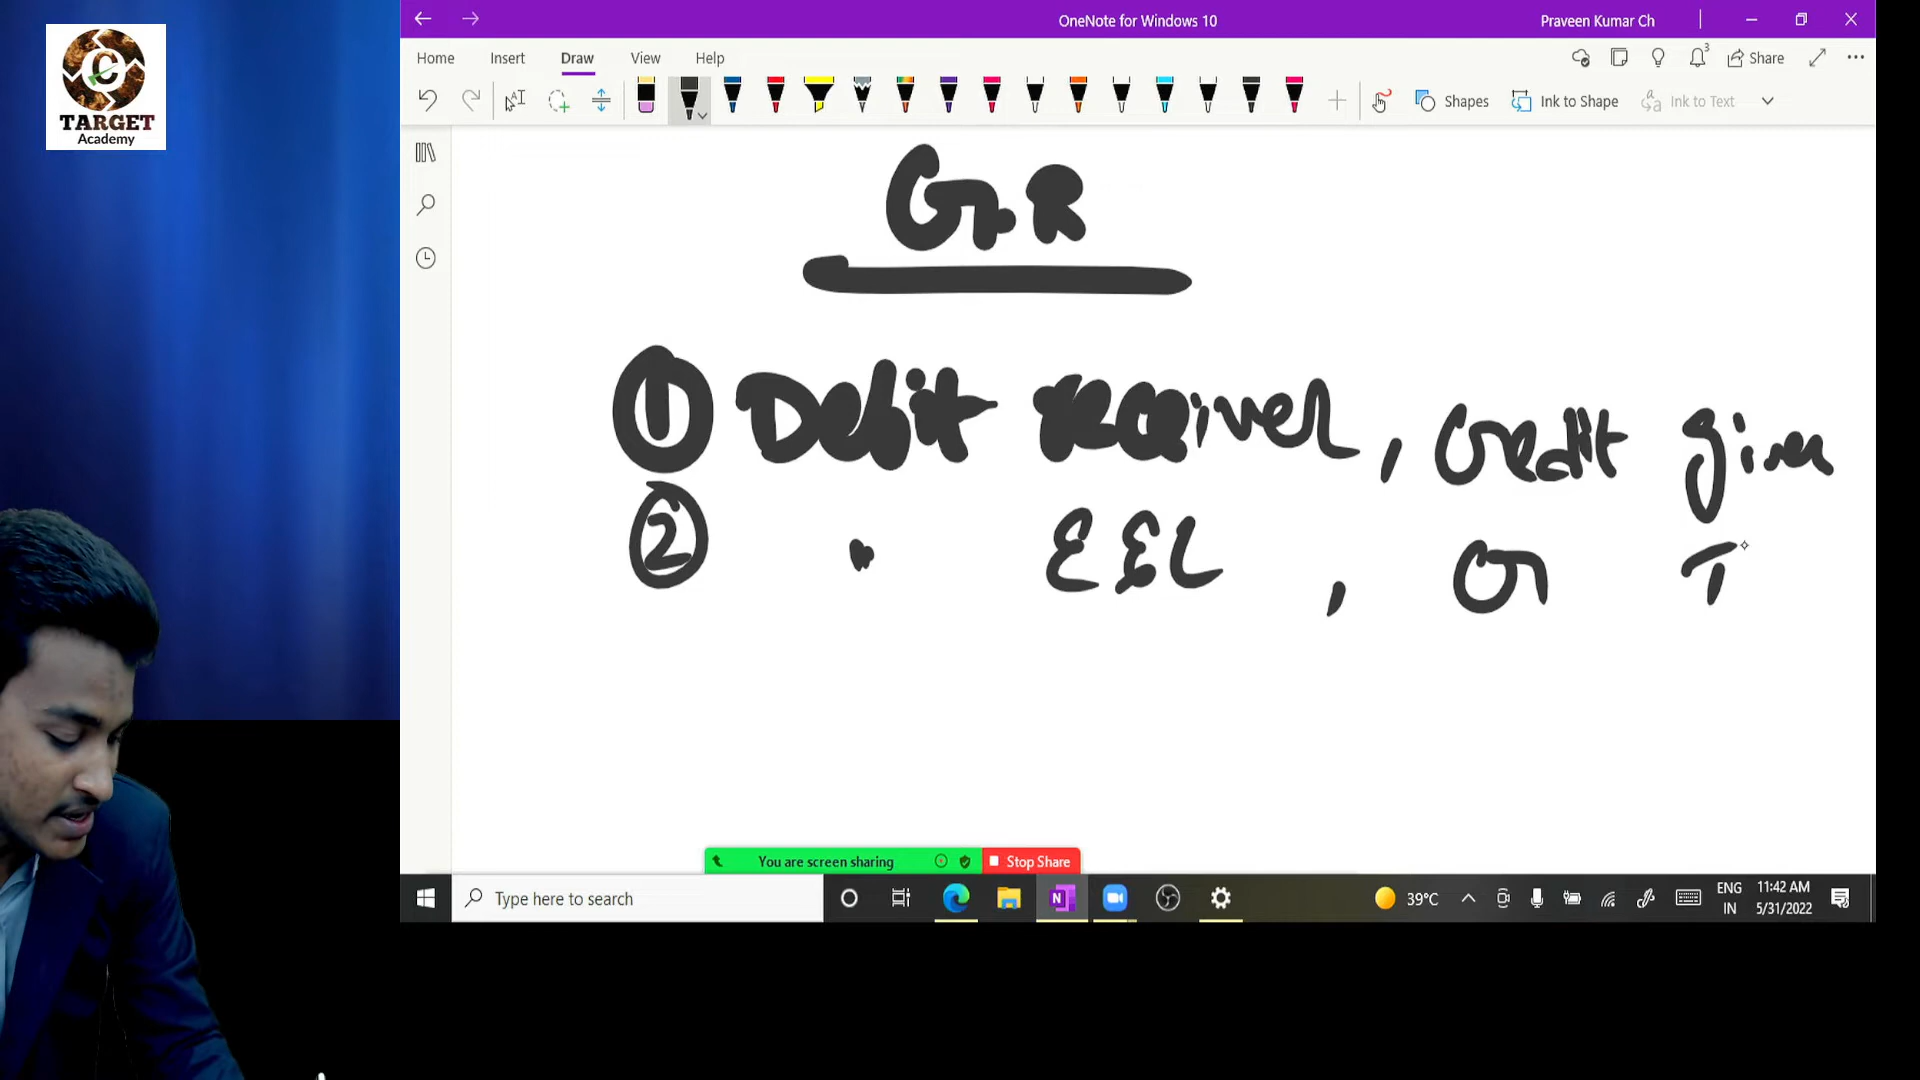 TARGET
Academy
OneNote for Windows 10
Praveen Kumar Ch
Home Insert Draw View Help
3
Share
Shapes
Ink to Shape
Ink to Text
G.R
1 Debit receiver, Credit giver
2 " E&L , Cr I
You are screen sharing
Stop Share
Type here to search
39°C
ENG
IN
11:42 AM
5/31/2022